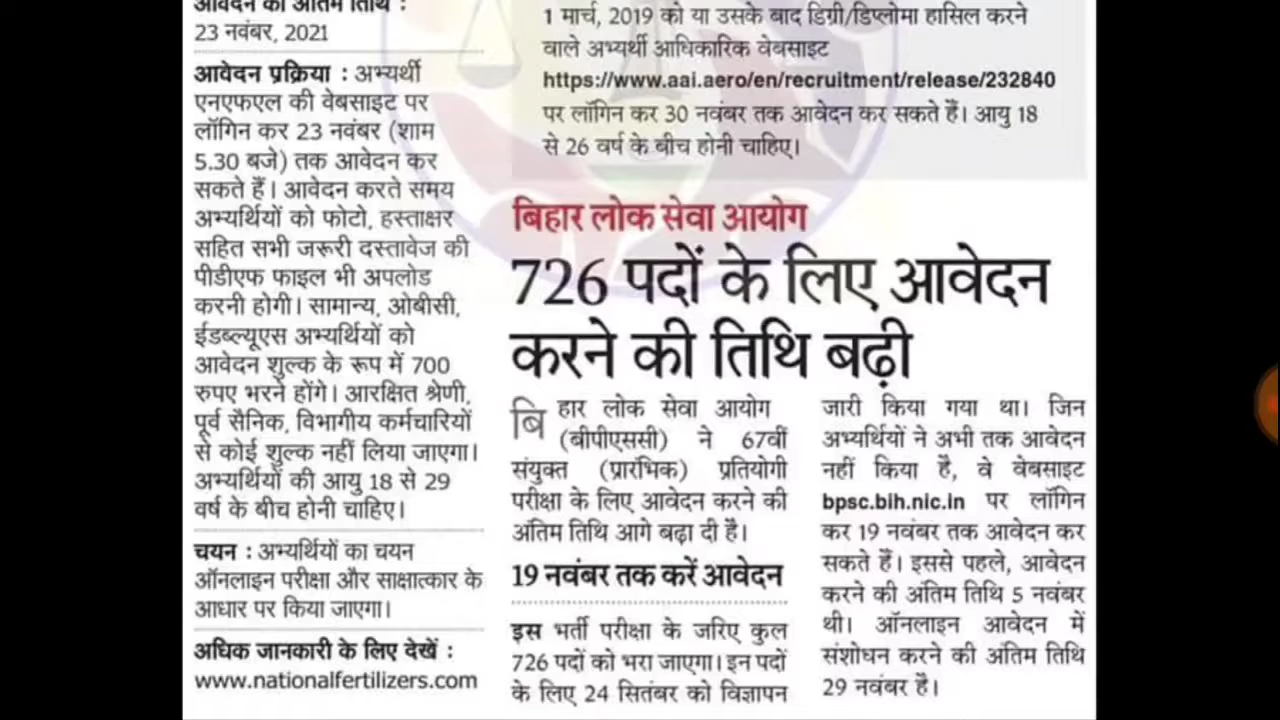 आवेदन की अंतिम तिथि :
23 नवंबर, 2021
आवेदन प्रक्रिया : अभ्यर्थी
एनएफएल की वेबसाइट पर
लॉगिन कर 23 नवंबर (शाम
5.30 बजे) तक आवेदन कर
सकते हैं। आवेदन करते समय
अभ्यर्थियों को फोटो, हस्ताक्षर
सहित सभी जरूरी दस्तावेज की
पीडीएफ फाइल भी अपलोड
करनी होगी। सामान्य, ओबीसी,
ईडब्ल्यूएस अभ्यर्थियों को
आवेदन शुल्क के रूप में 700
रुपए भरने होंगे। आरक्षित श्रेणी,
पूर्व सैनिक, विभागीय कर्मचारियों
से कोई शुल्क नहीं लिया जाएगा।
अभ्यर्थियों की आयु 18 से 29
वर्ष के बीच होनी चाहिए।
चयन : अभ्यर्थियों का चयन
ऑनलाइन परीक्षा और साक्षात्कार के
आधार पर किया जाएगा।
अधिक जानकारी के लिए देखें :
www.nationalfertilizers.com
1 मार्च, 2019 को या उसके बाद डिग्री/डिप्लोमा हासिल करने
वाले अभ्यर्थी आधिकारिक वेबसाइट
https://www.aai.aero/en/recruitment/release/232840
पर लॉगिन कर 30 नवंबर तक आवेदन कर सकते हैं। आयु 18
से 26 वर्ष के बीच होनी चाहिए।
बिहार लोक सेवा आयोग
726 पदों के लिए आवेदन
करने की तिथि बढ़ी
बिहार लोक सेवा आयोग
(बीपीएससी) ने 67वीं
संयुक्त (प्रारंभिक) प्रतियोगी
परीक्षा के लिए आवेदन करने की
अंतिम तिथि आगे बढ़ा दी है।
19 नवंबर तक करें आवेदन
इस भर्ती परीक्षा के जरिए कुल
726 पदों को भरा जाएगा। इन पदों
के लिए 24 सितंबर को विज्ञापन
जारी किया गया था। जिन
अभ्यर्थियों ने अभी तक आवेदन
नहीं किया है, वे वेबसाइट
bpsc.bih.nic.in पर लॉगिन
कर 19 नवंबर तक आवेदन कर
सकते हैं। इससे पहले, आवेदन
करने की अंतिम तिथि 5 नवंबर
थी। ऑनलाइन आवेदन में
संशोधन करने की अंतिम तिथि
29 नवंबर है।